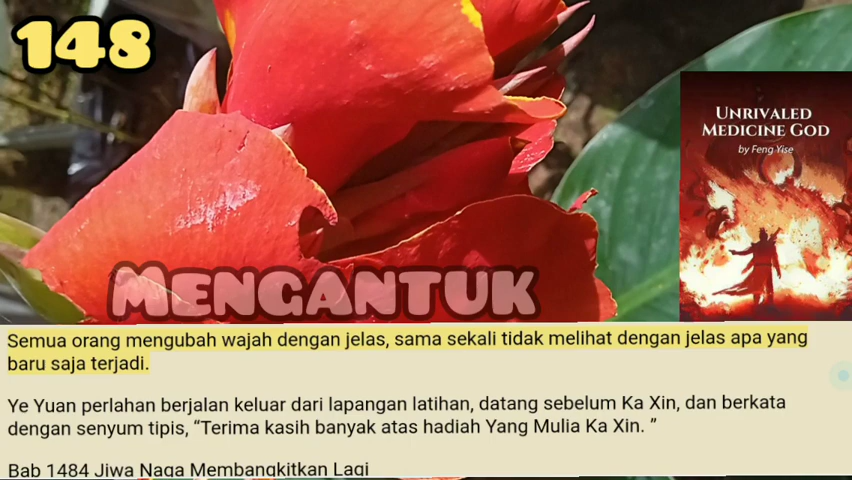 148
UNRIVALED
MEDICINE GOD
by Feng Yise
MENGANTUK
Semua orang mengubah wajah dengan jelas, sama sekali tidak melihat dengan jelas apa yang
baru saja terjadi.
Ye Yuan perlahan berjalan keluar dari lapangan latihan, datang sebelum Ka Xin, dan berkata
dengan senyum tipis, “Terima kasih banyak atas hadiah Yang Mulia Ka Xin. ”
Bab 1484 Jiwa Naga Membangkitkan Lagi